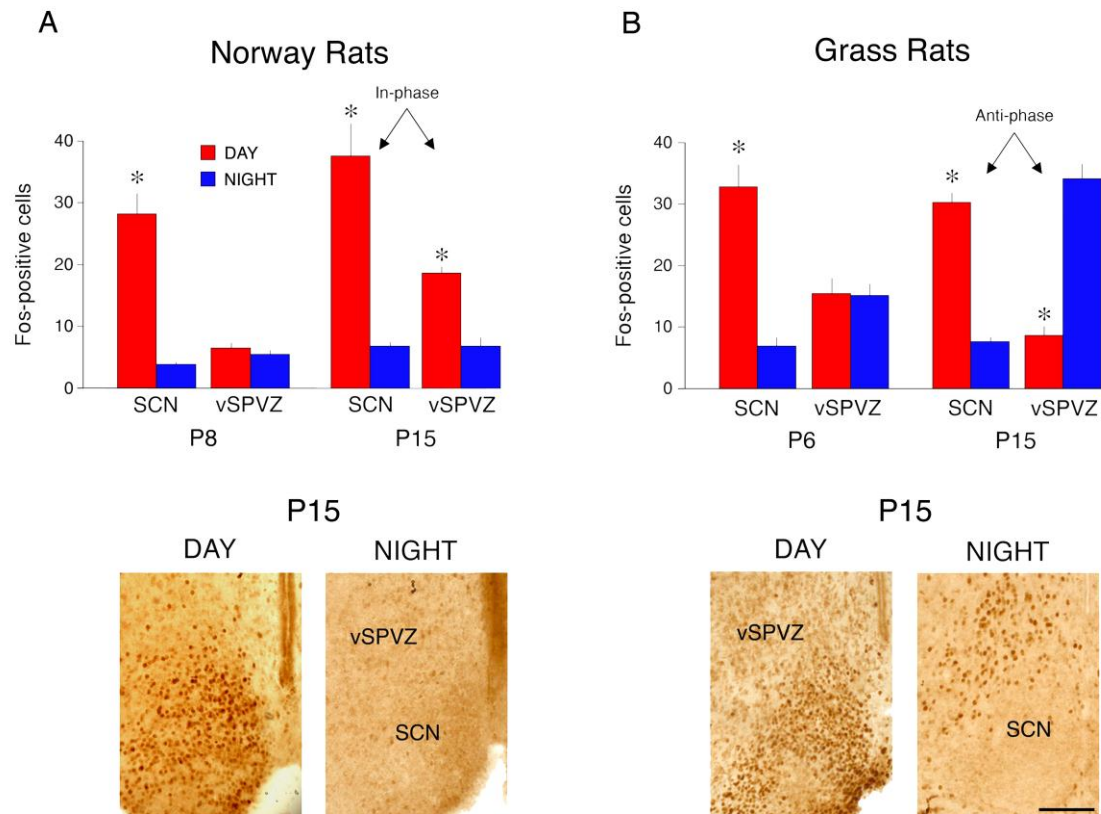 A
Norway Rats
In-phase
*
*
*
DAY
NIGHT
Fos-positive cells
40
30
20
10
0
SCN
vSPVZ
SCN
vSPVZ
P8
P15
P15
DAY
NIGHT
vSPVZ
SCN
B
Grass Rats
Anti-phase
*
*
*
Fos-positive cells
40
30
20
10
0
SCN
vSPVZ
SCN
vSPVZ
P6
P15
P15
DAY
NIGHT
vSPVZ
SCN